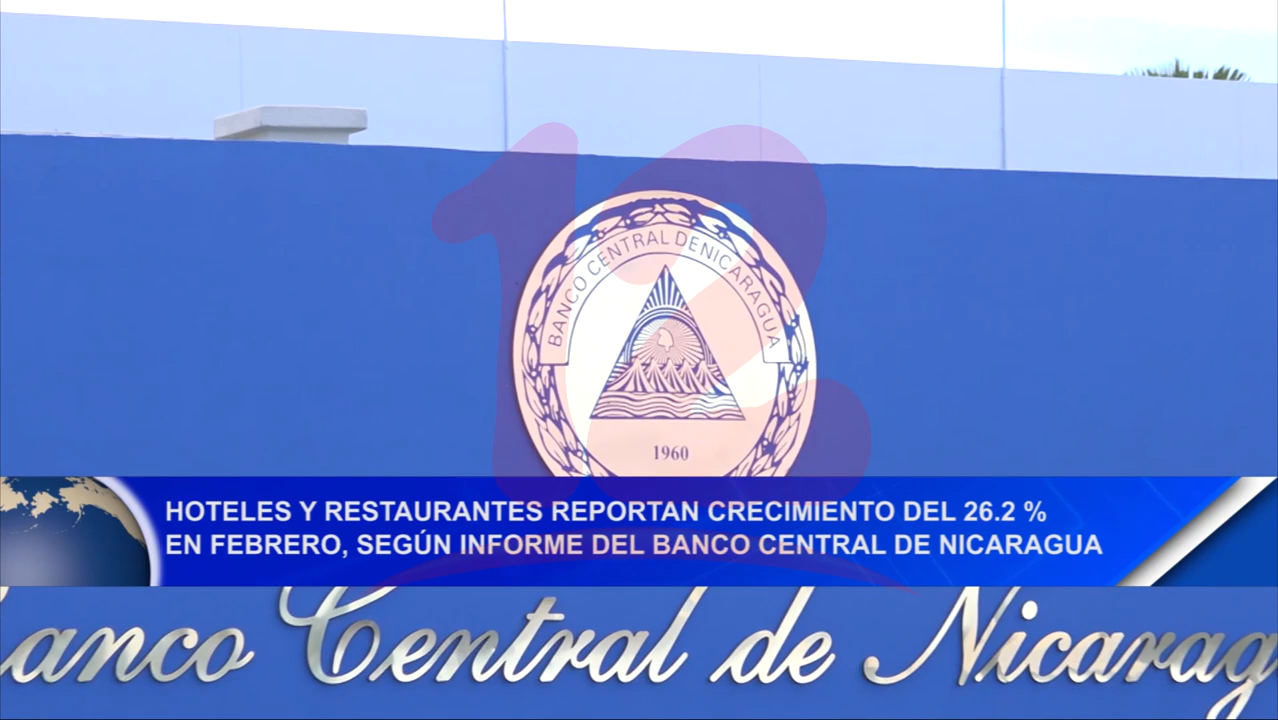 12
BANCO CENTRAL DE NICARAGUA
1960
HOTELES Y RESTAURANTES REPORTAN CRECIMIENTO DEL 26.2 %
EN FEBRERO, SEGÚN INFORME DEL BANCO CENTRAL DE NICARAGUA
anco Central de Nicarag